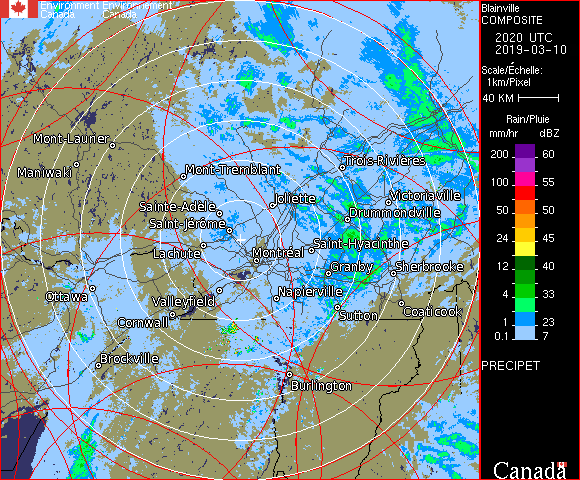 Environment Environnement
Canada Canada
Blainville
COMPOSITE
2020 UTC
2019-03-10
Scale/Échelle:
1km/Pixel
40 KM
Rain/Pluie
mm/hr dBZ
200 60
100 55
50 50
24 45
12 40
4 33
1 23
0.1 7
PRECIPET
Mont-Laurier
Maniwaki
Mont-Tremblant
Trois-Rivières
Sainte-Adele
Joliette
Victoriaville
Drummondville
Saint-Jérôme
Lachute
Montréal
Saint-Hyacinthe
Granby
Sherbrooke
Ottawa
Valleyfield
Napierville
Cornwall
Sutton
Coaticook
Brockville
Burlington
Canada